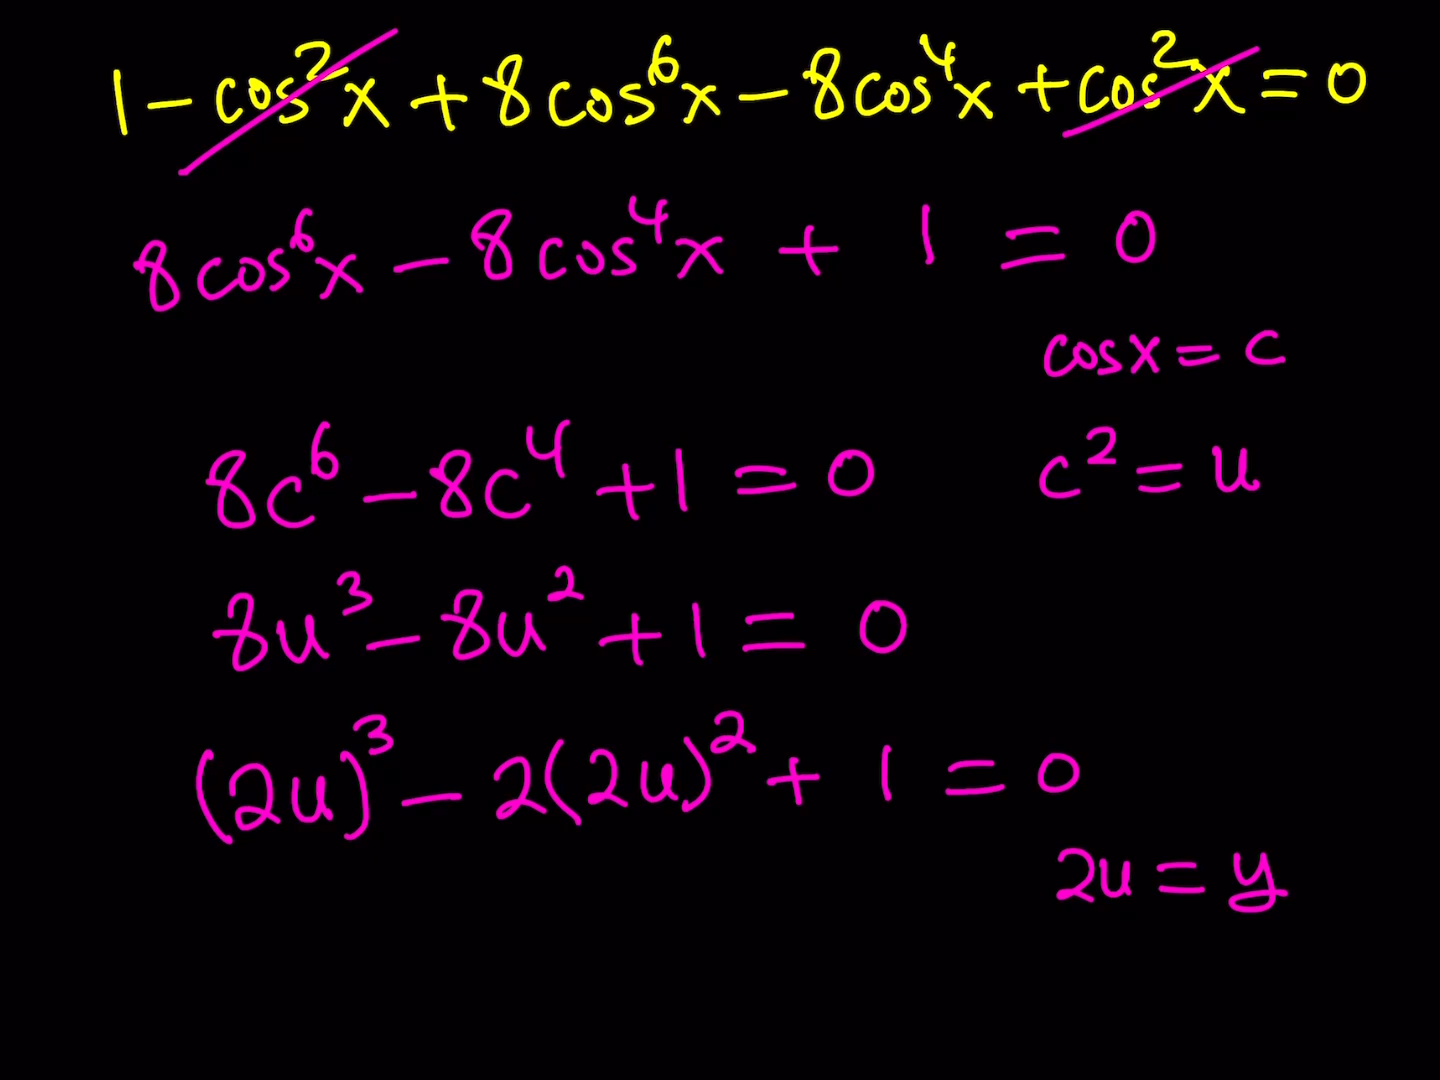 1 − cos²x + 8cos⁶x − 8cos⁴x + cos²x = 0
8cos⁶x − 8cos⁴x + 1 = 0
cosx = c
8c⁶ − 8c⁴ + 1 = 0
c² = u
8u³ − 8u² + 1 = 0
(2u)³ − 2(2u)² + 1 = 0
2u = y